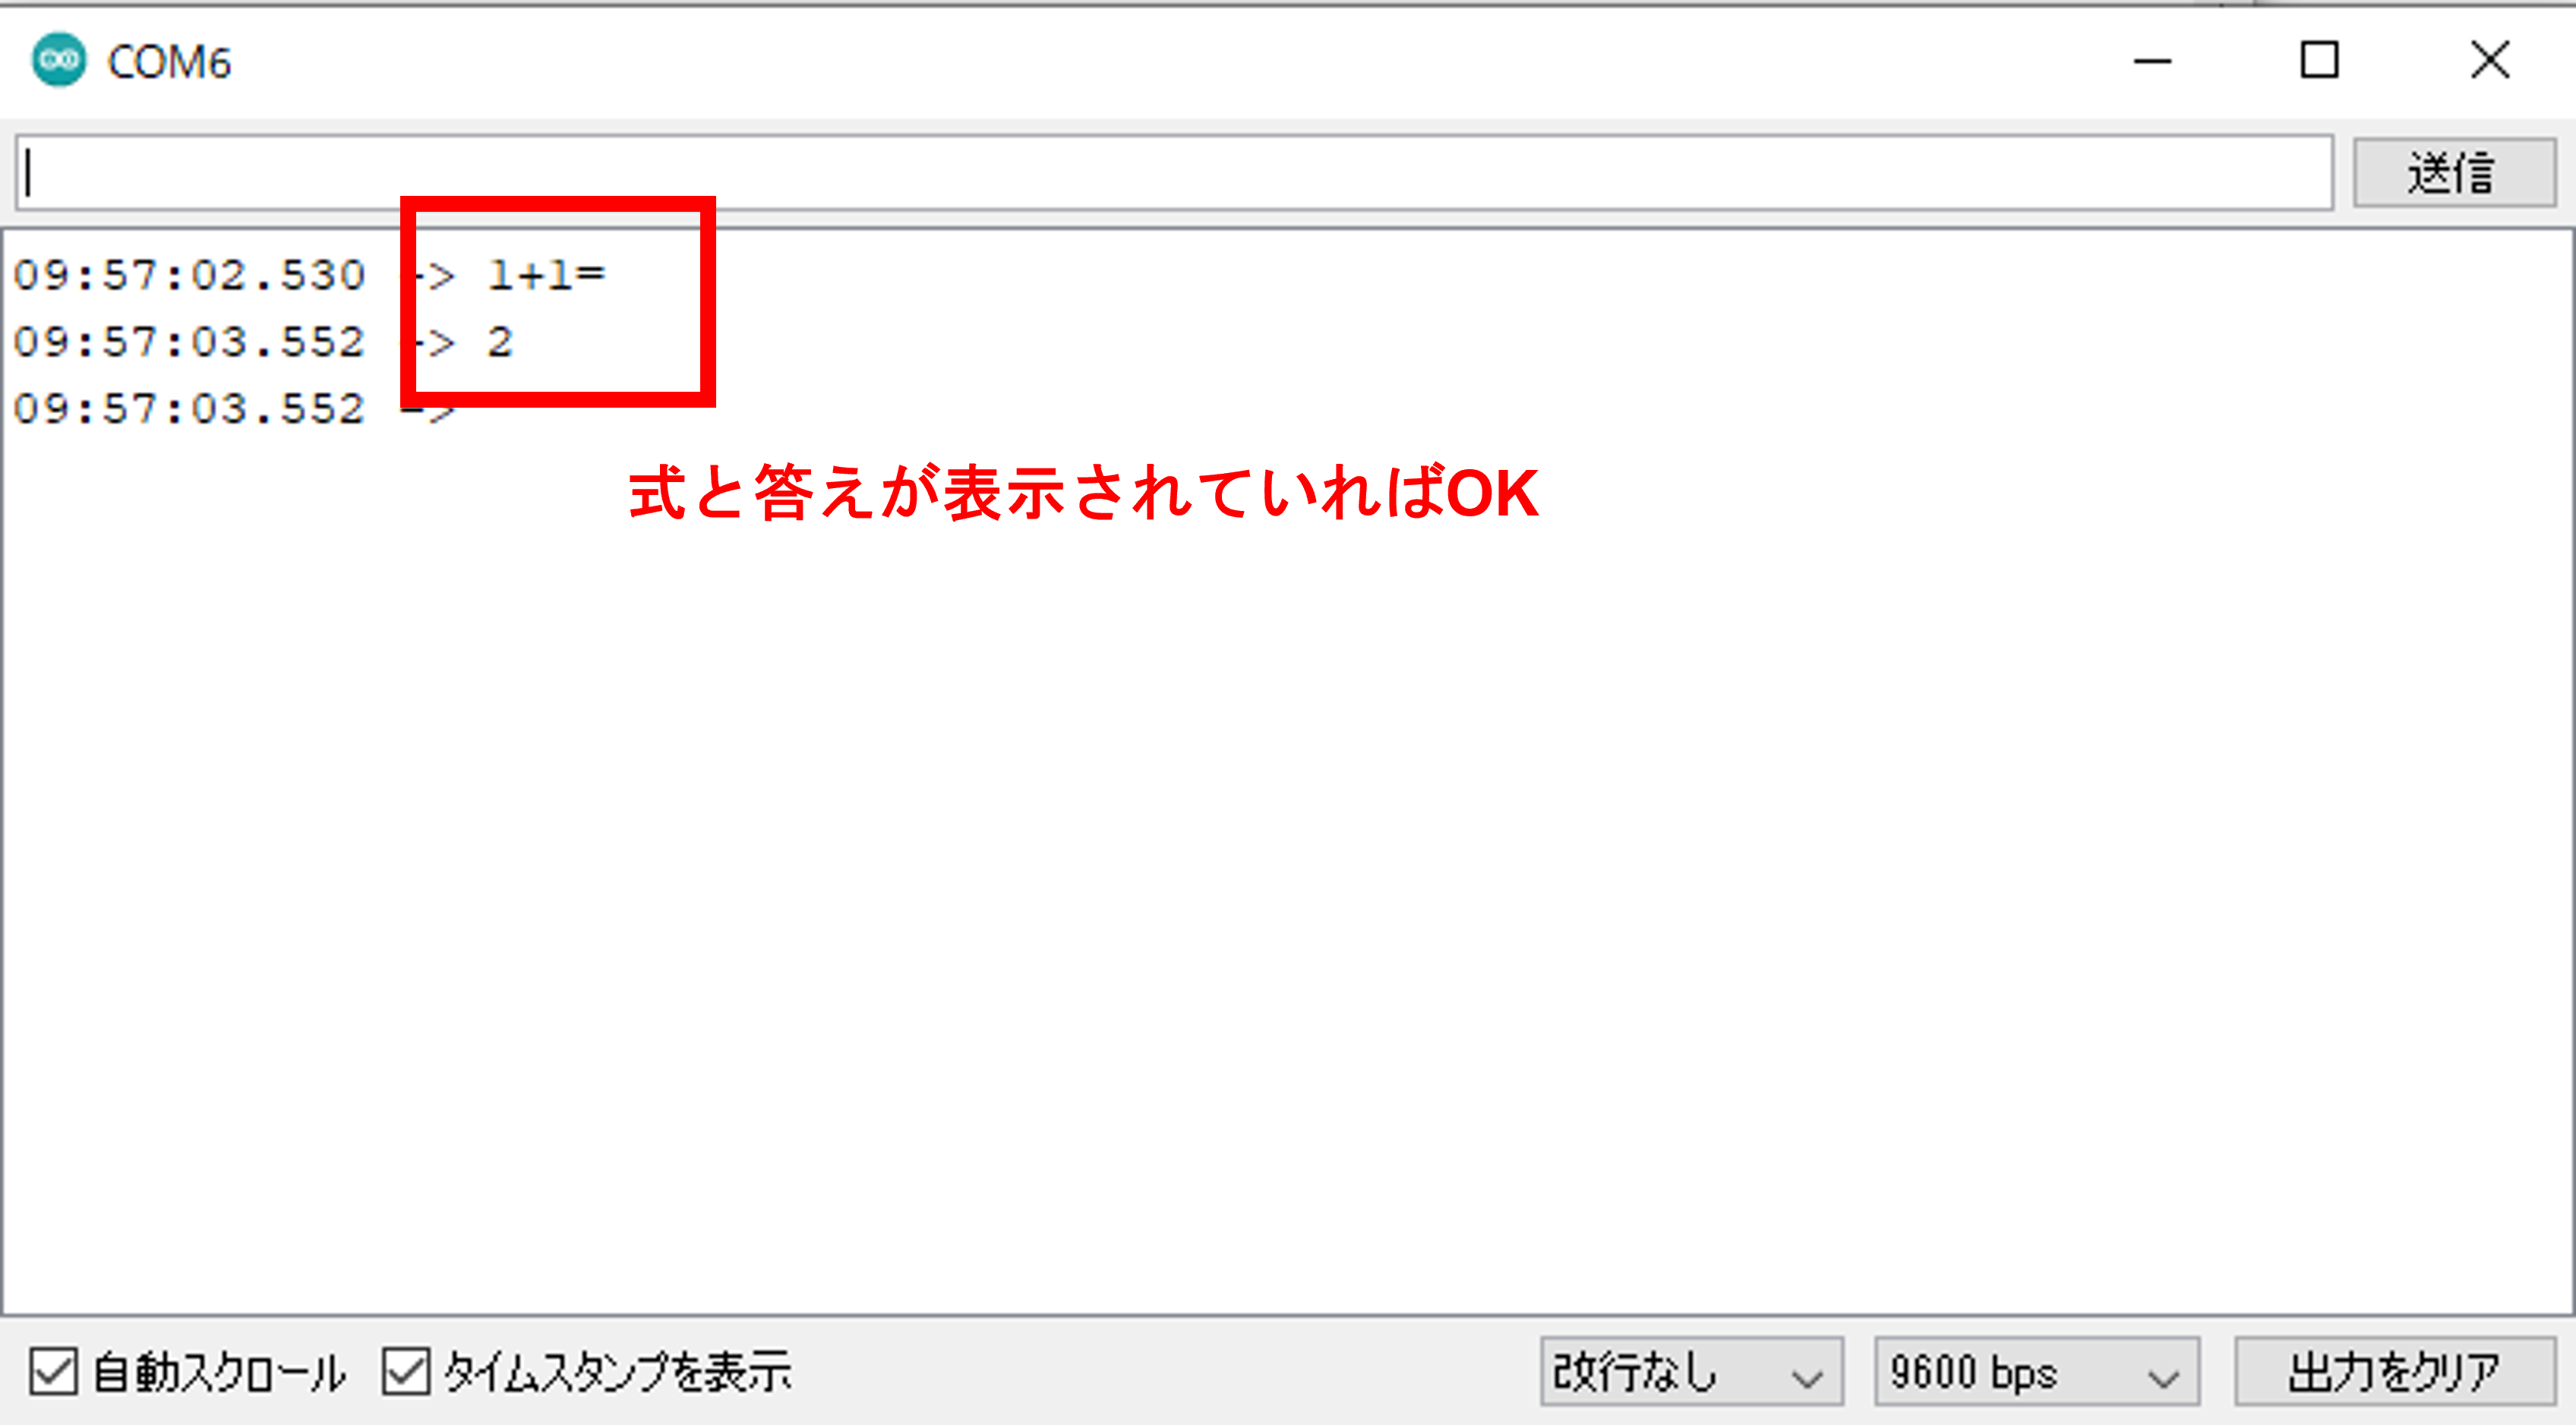 COM6
送信
09:57:02.530 -> 1+1=
09:57:03.552 -> 2
09:57:03.552 ->
式と答えが表示されていればOK
自動スクロール タイムスタンプを表示 改行なし 9600 bps 出力をクリア